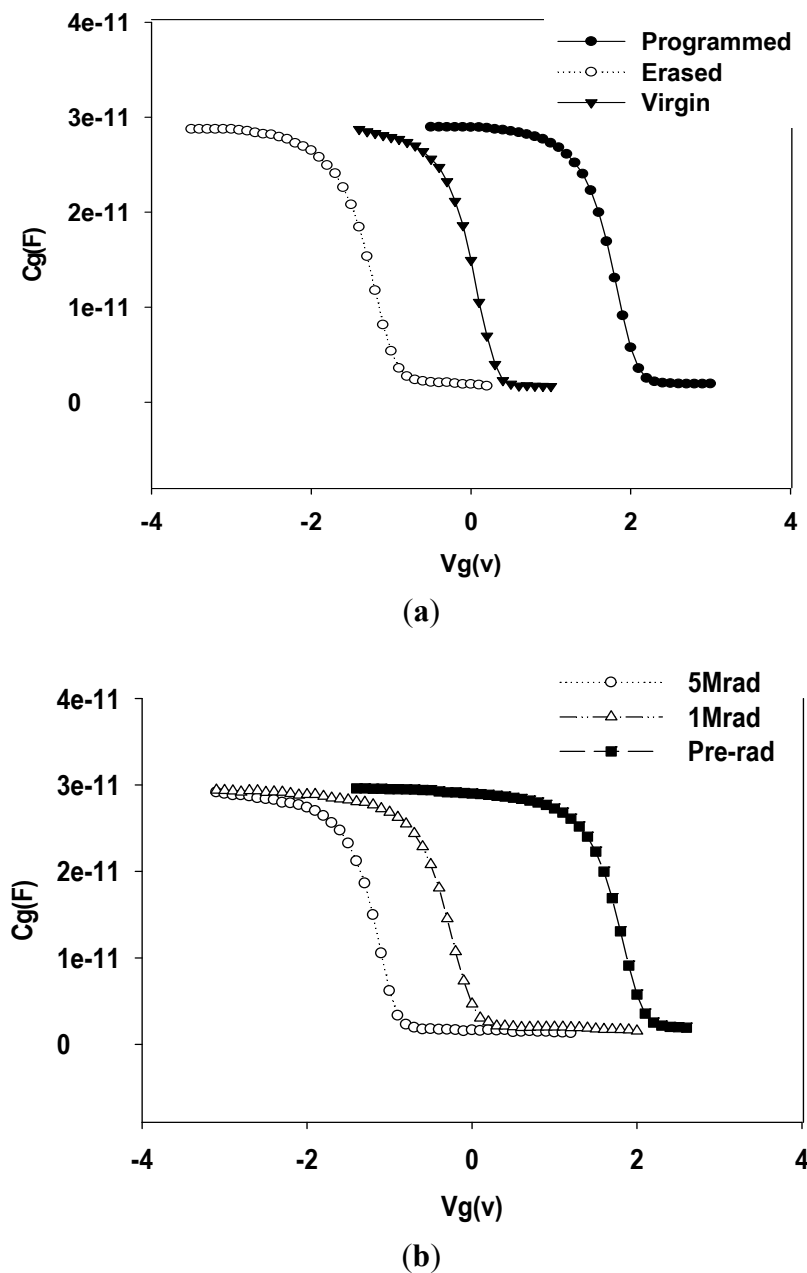 4e-11
3e-11
2e-11
1e-11
0
Cg(F)
Programmed
Erased
Virgin
-4 -2 0 2 4
Vg(v)
(a)
4e-11
3e-11
2e-11
1e-11
0
Cg(F)
5Mrad
1Mrad
Pre-rad
-4 -2 0 2 4
Vg(v)
(b)